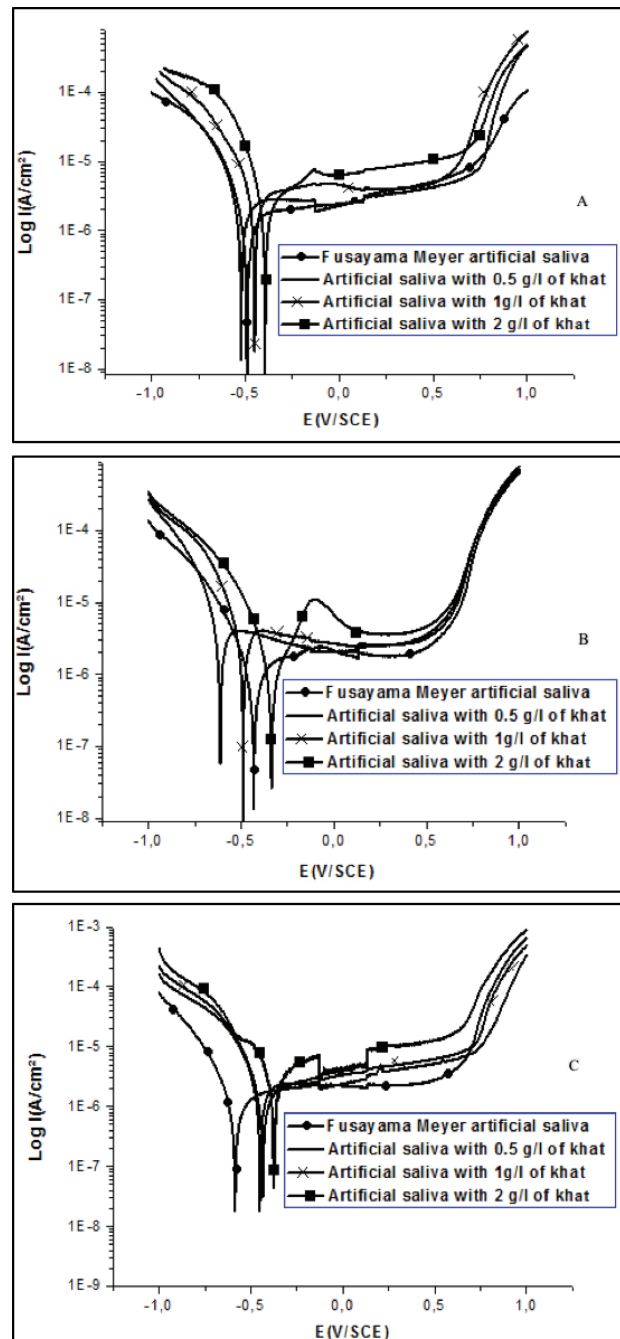 Log I(A/cm²)
1E-4
1E-5
1E-6
1E-7
1E-8
A
Fusayama Meyer artificial saliva
Artificial saliva with 0.5 g/l of khat
Artificial saliva with 1g/l of khat
Artificial saliva with 2 g/l of khat
-1,0
-0,5
0,0
0,5
1,0
E(V/SCE)
Log I(A/cm²)
1E-4
1E-5
1E-6
1E-7
1E-8
B
Fusayama Meyer artificial saliva
Artificial saliva with 0.5 g/l of khat
Artificial saliva with 1g/l of khat
Artificial saliva with 2 g/l of khat
-1,0
-0,5
0,0
0,5
1,0
E(V/SCE)
Log I(A/cm²)
1E-3
1E-4
1E-5
1E-6
1E-7
1E-8
1E-9
C
Fusayama Meyer artificial saliva
Artificial saliva with 0.5 g/l of khat
Artificial saliva with 1g/l of khat
Artificial saliva with 2 g/l of khat
-1,0
-0,5
0,0
0,5
1,0
E(V/SCE)